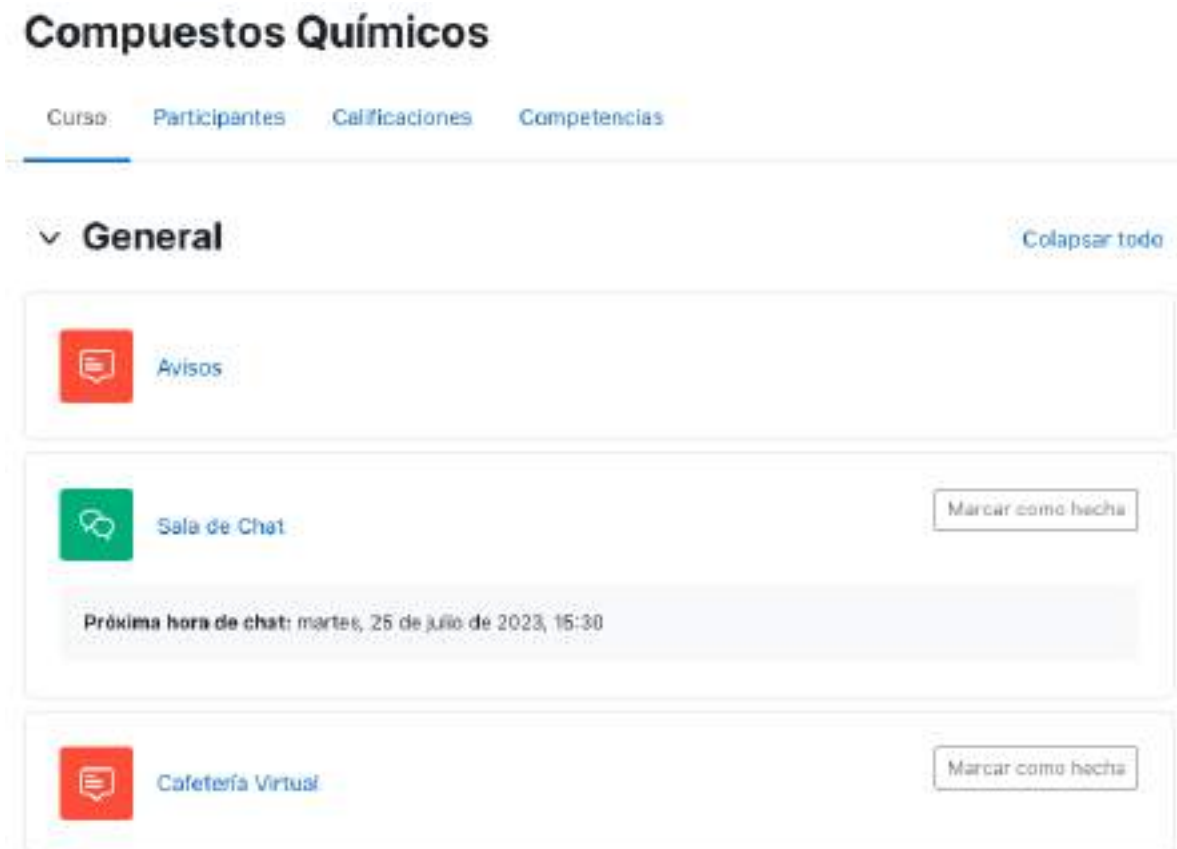 Compuestos Químicos
Curso Participantes Calificaciones Competencias
General Colapsar todo
Avisos
Sala de Chat Marcar como hecha
Próxima hora de chat: martes, 25 de julio de 2023, 15:30
Cafetería Virtual Marcar como hecha